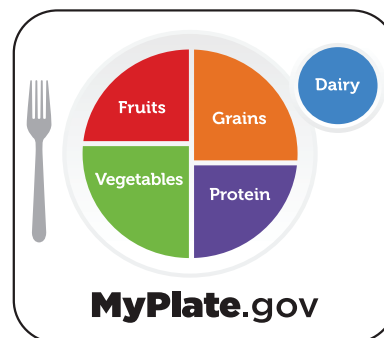 Dairy
Fruits
Grains
Vegetables
Protein
MyPlate.gov